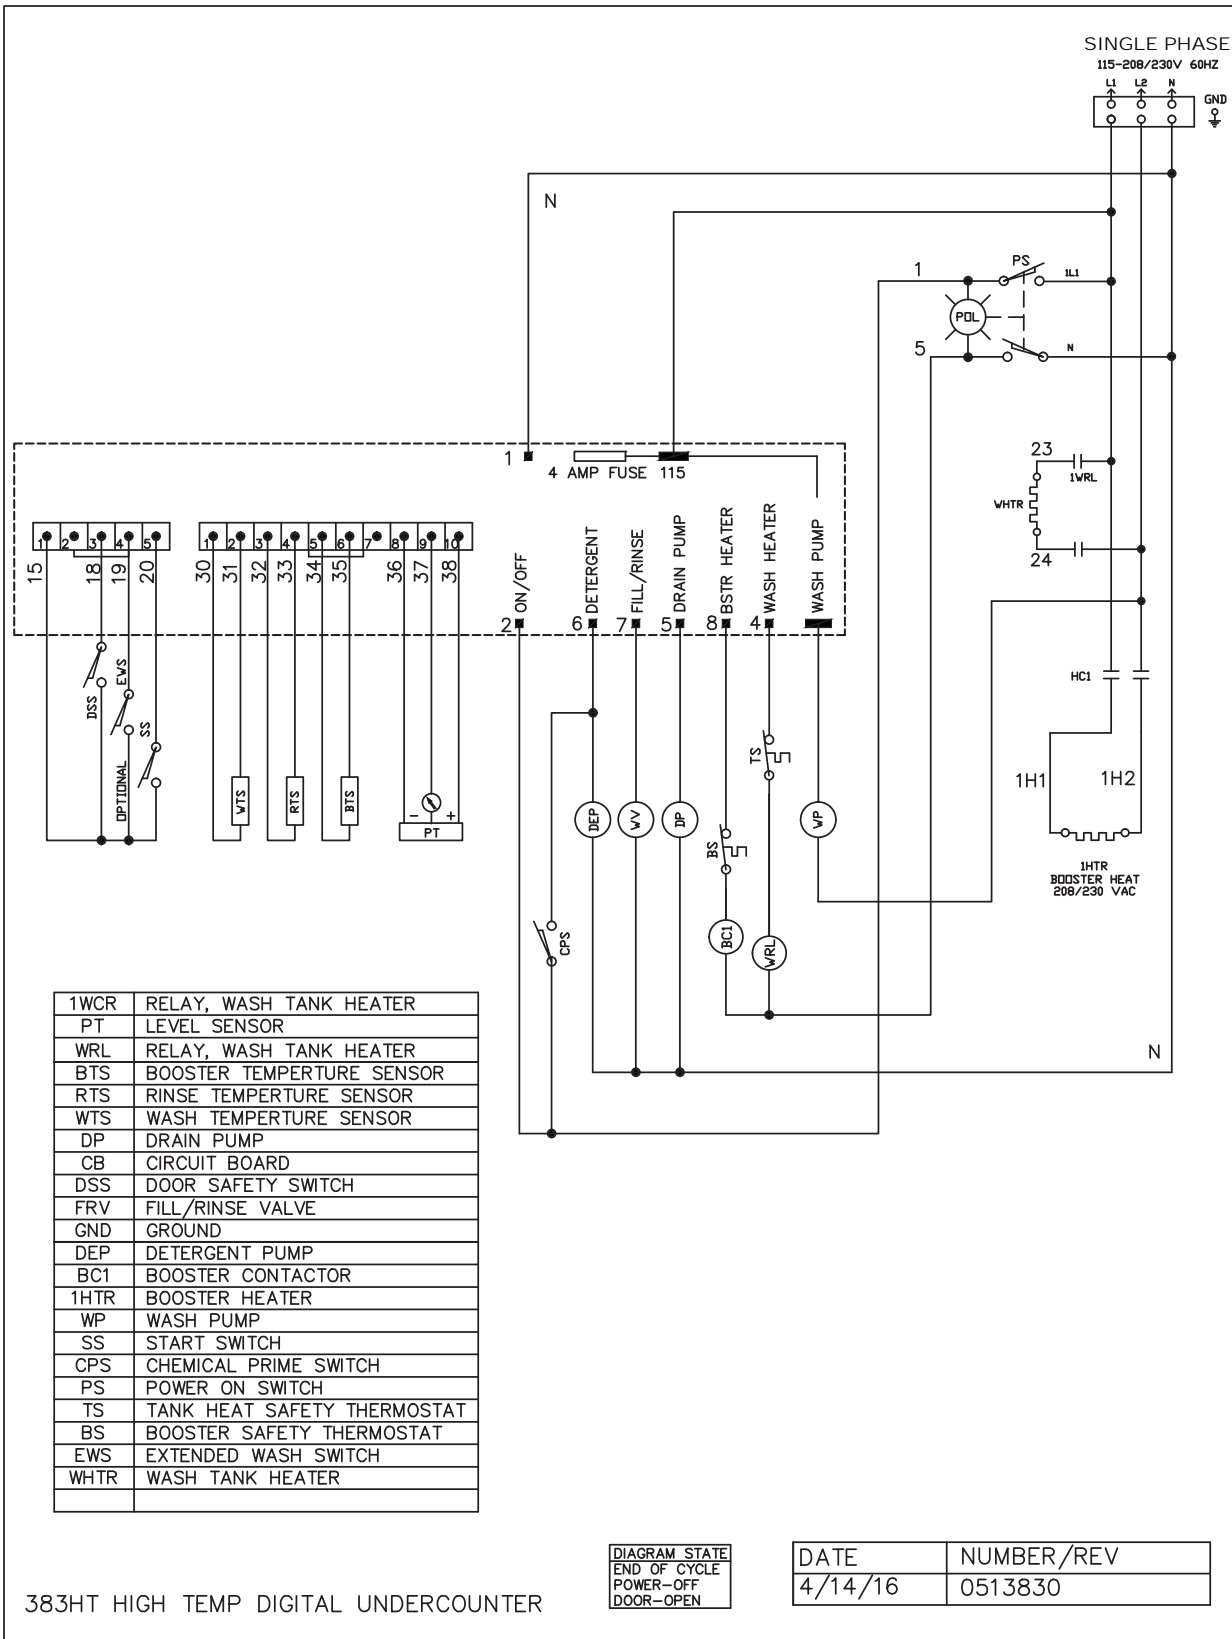 SINGLE PHASE
115-208/230V 60HZ
L1 L2 N
GND
N
1 PS 1L1
POL
5 N
1 4 AMP FUSE 115
23
1WRL
WHTR
24
1 2 3 4 5
1 2 3 4 5 6 7 8 9 10
15 18 19 20
30 31 32 33 34 35 36 37 38
2 ON/OFF
6 DETERGENT
7 FILL/RINSE
5 DRAIN PUMP
8 BSTR HEATER
4 WASH HEATER
WASH PUMP
DSS
EWS
SS
OPTIONAL
WTS
RTS
BTS
- +
PT
HC1
1H1 1H2
TS
DEP
WV
DP
WP
BS
BC1
WRL
CPS
1HTR
BOOSTER HEAT
208/230 VAC
N
1WCR RELAY, WASH TANK HEATER
PT LEVEL SENSOR
WRL RELAY, WASH TANK HEATER
BTS BOOSTER TEMPERTURE SENSOR
RTS RINSE TEMPERTURE SENSOR
WTS WASH TEMPERTURE SENSOR
DP DRAIN PUMP
CB CIRCUIT BOARD
DSS DOOR SAFETY SWITCH
FRV FILL/RINSE VALVE
GND GROUND
DEP DETERGENT PUMP
BC1 BOOSTER CONTACTOR
1HTR BOOSTER HEATER
WP WASH PUMP
SS START SWITCH
CPS CHEMICAL PRIME SWITCH
PS POWER ON SWITCH
TS TANK HEAT SAFETY THERMOSTAT
BS BOOSTER SAFETY THERMOSTAT
EWS EXTENDED WASH SWITCH
WHTR WASH TANK HEATER
DIAGRAM STATE
END OF CYCLE
POWER-OFF
DOOR-OPEN
DATE NUMBER/REV
4/14/16 0513830
383HT HIGH TEMP DIGITAL UNDERCOUNTER